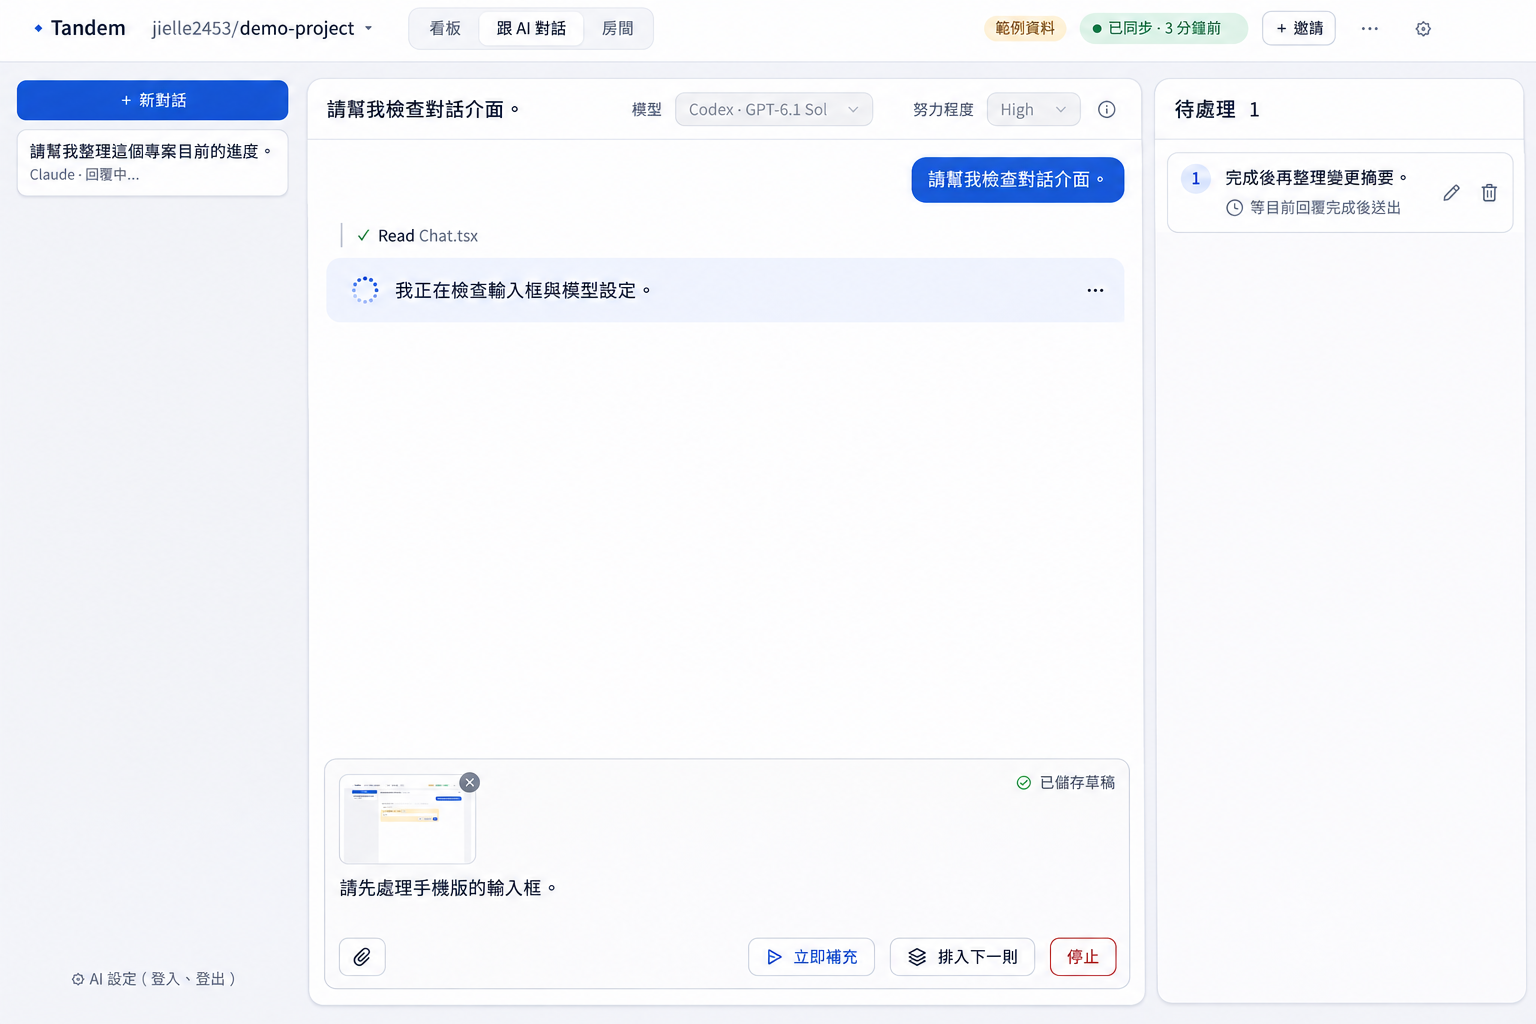 Tandem
jielle2453/demo-project
看板
跟 AI 對話
房間
範例資料
已同步 · 3 分鐘前
+ 邀請
+ 新對話
請幫我整理這個專案目前的進度。
Claude · 回覆中...
AI 設定 ( 登入、登出 )
請幫我檢查對話介面。
模型
Codex · GPT-6.1 Sol
努力程度
High
請幫我檢查對話介面。
Read Chat.tsx
我正在檢查輸入框與模型設定。
已儲存草稿
請先處理手機版的輸入框。
立即補充
排入下一則
停止
待處理 1
1
完成後再整理變更摘要。
等目前回覆完成後送出